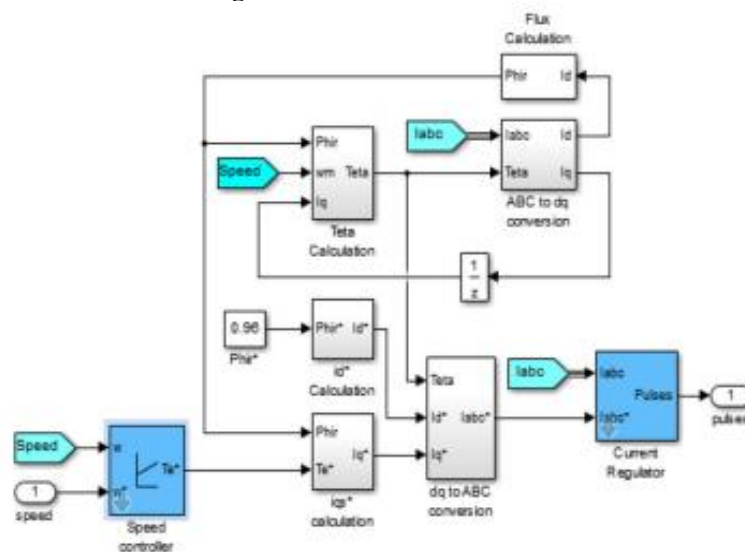 Flux
Calculation
Phir Id
Iabc
Iabc Id
Teta Iq
ABC to dq
conversion
Phir
Speed
wm Teta
Iq
Teta
Calculation
1
z
0.96
Phir*
Phir* Id*
id*
Calculation
Teta
Id* Iabc*
Iq*
dq to ABC
conversion
Iabc
Iabc
Pulses
Iabc*
Current
Regulator
1
pulses
Phir
Iq*
Te*
iqs*
calculation
Speed
w
Te*
w*
1
speed
Speed
controller